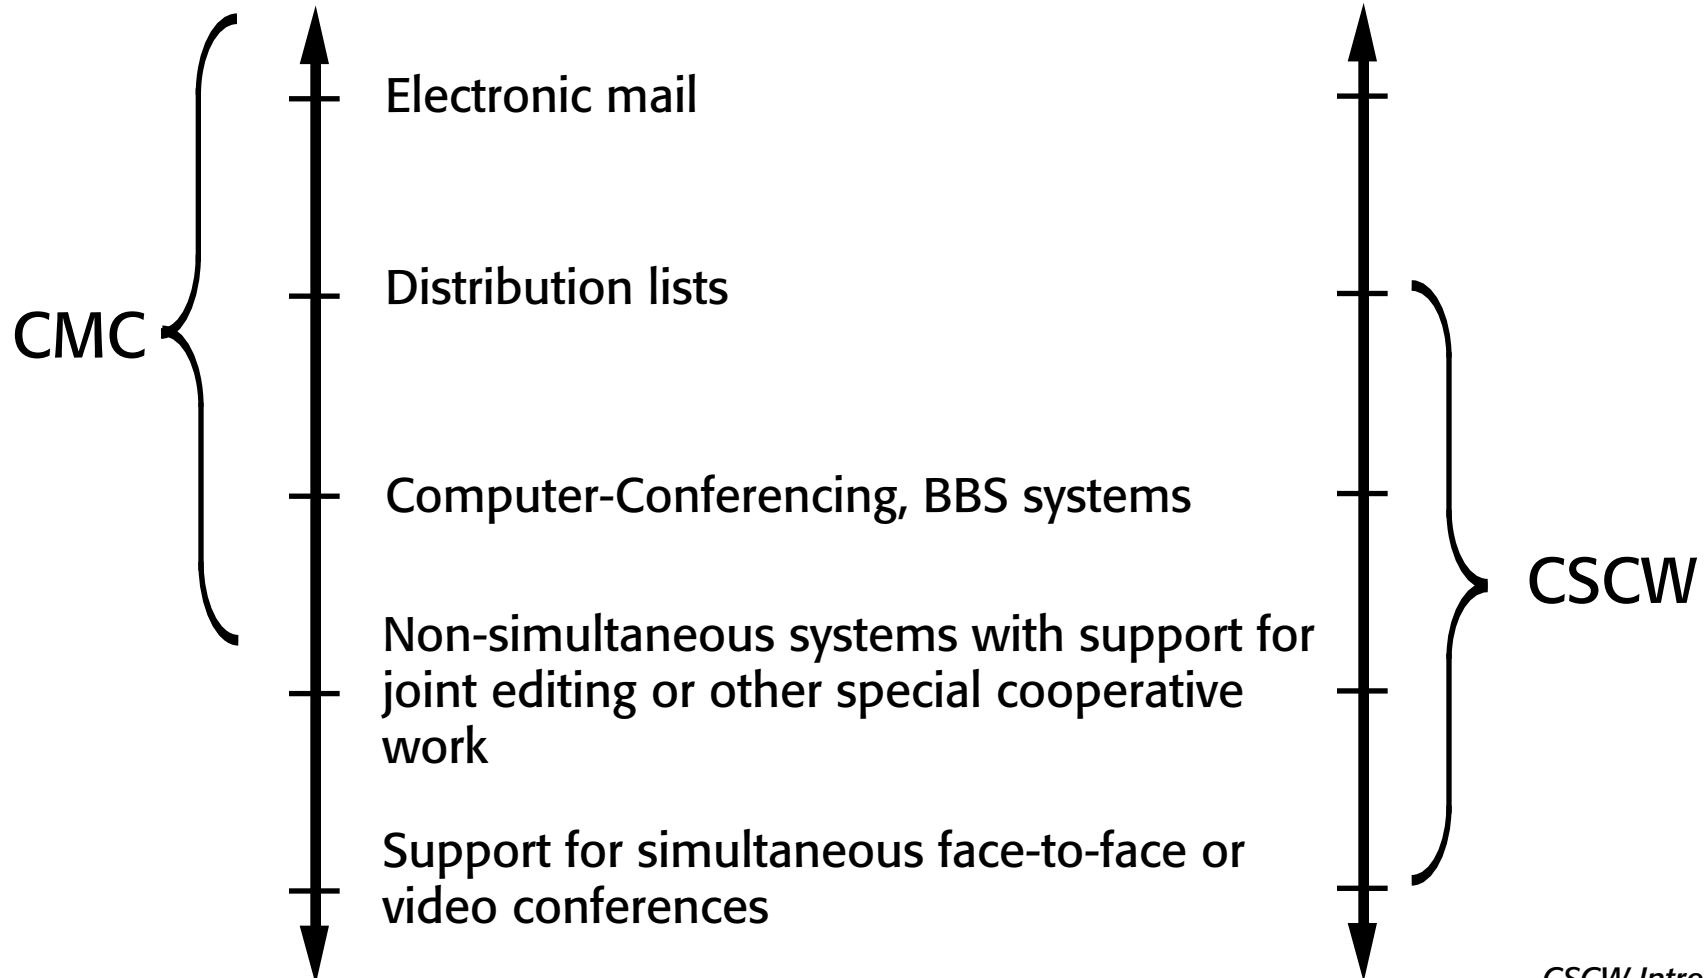 Electronic mail
Distribution lists
CMC
Computer-Conferencing, BBS systems
CSCW
Non-simultaneous systems with support for
joint editing or other special cooperative
work
Support for simultaneous face-to-face or
video conferences